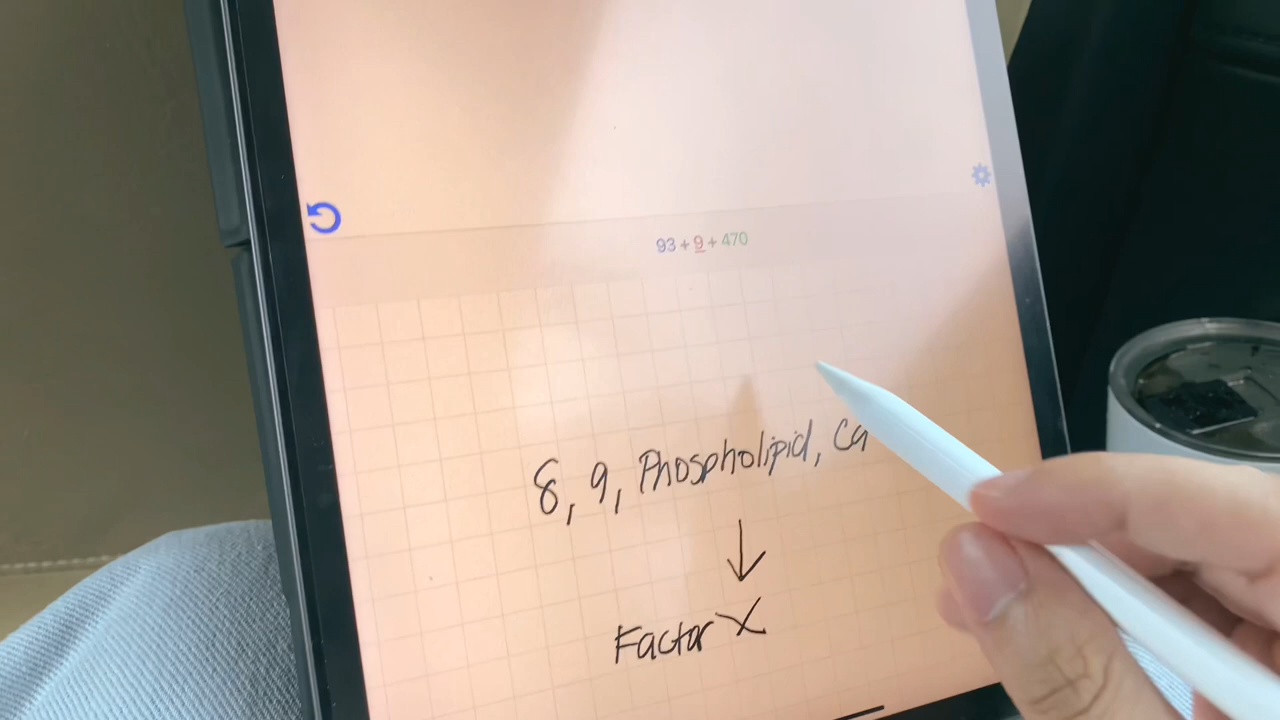 93 + 9 + 470
8, 9, Phospholipid, Ca
↓
Factor X